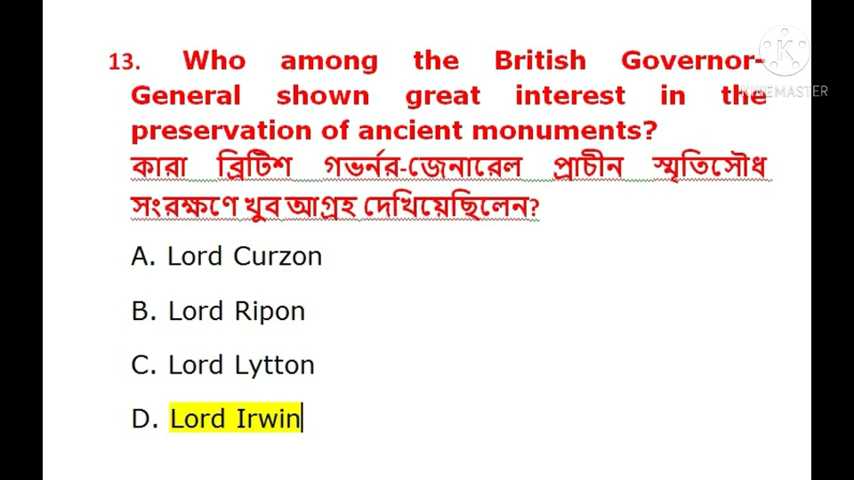 13. Who among the British Governor-
General shown great interest in the
preservation of ancient monuments?
কারা ব্রিটিশ গভর্নর-জেনারেল প্রাচীন স্মৃতিসৌধ
সংরক্ষণে খুব আগ্রহ দেখিয়েছিলেন?
A. Lord Curzon
B. Lord Ripon
C. Lord Lytton
D. Lord Irwin
K
KINEMASTER